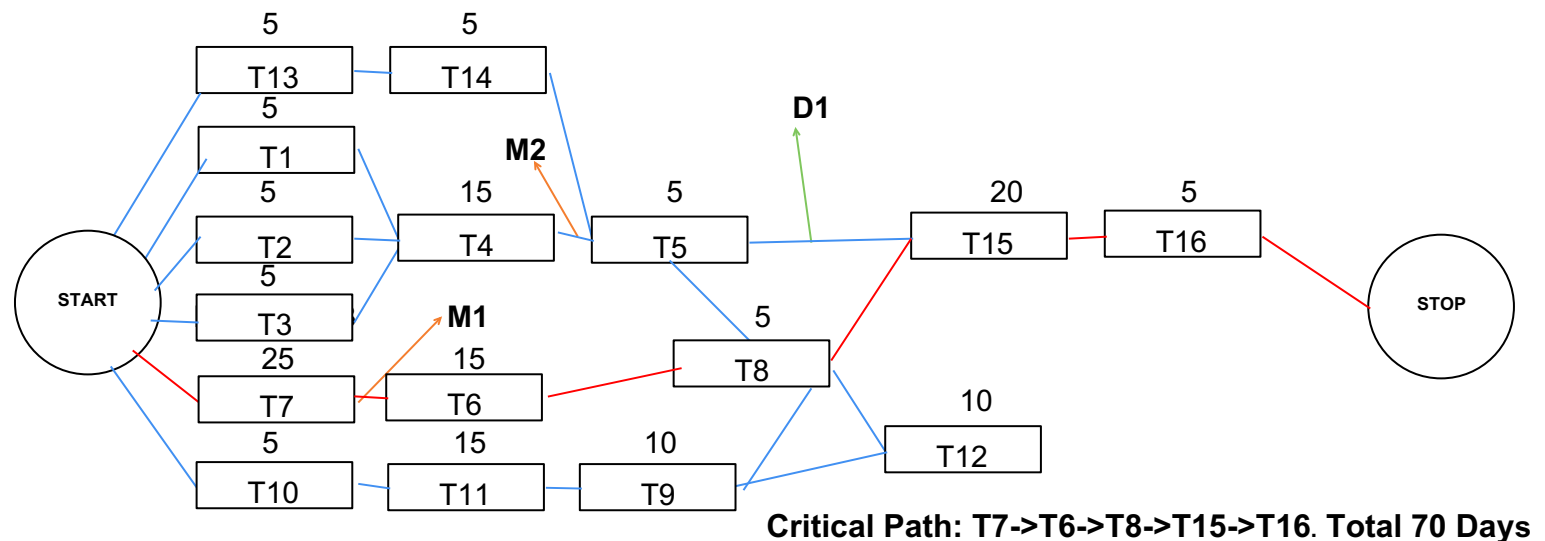 5 5
T13 T14
5
D1
T1
M2
5 15 5 20 5
T2 T4 T5 T15 T16
5
START
STOP
T3
M1
5
25 15
T8
T7 T6
10
5 15 10
T12
T10 T11 T9
Critical Path: T7->T6->T8->T15->T16. Total 70 Days